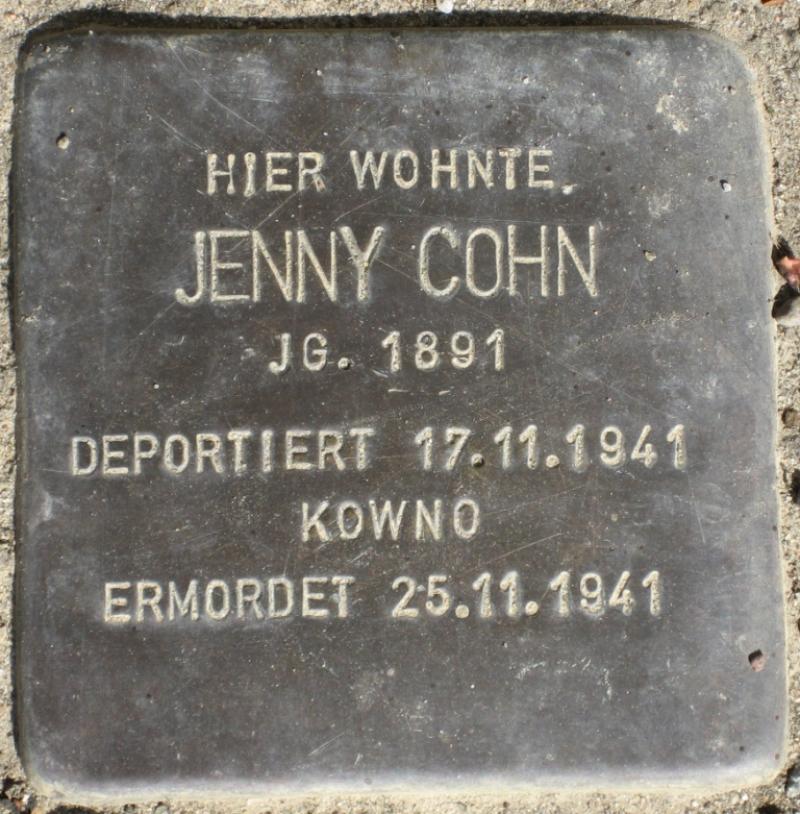 HIER WOHNTE
JENNY COHN
JG. 1891
DEPORTIERT 17.11.1941
KOWNO
ERMORDET 25.11.1941